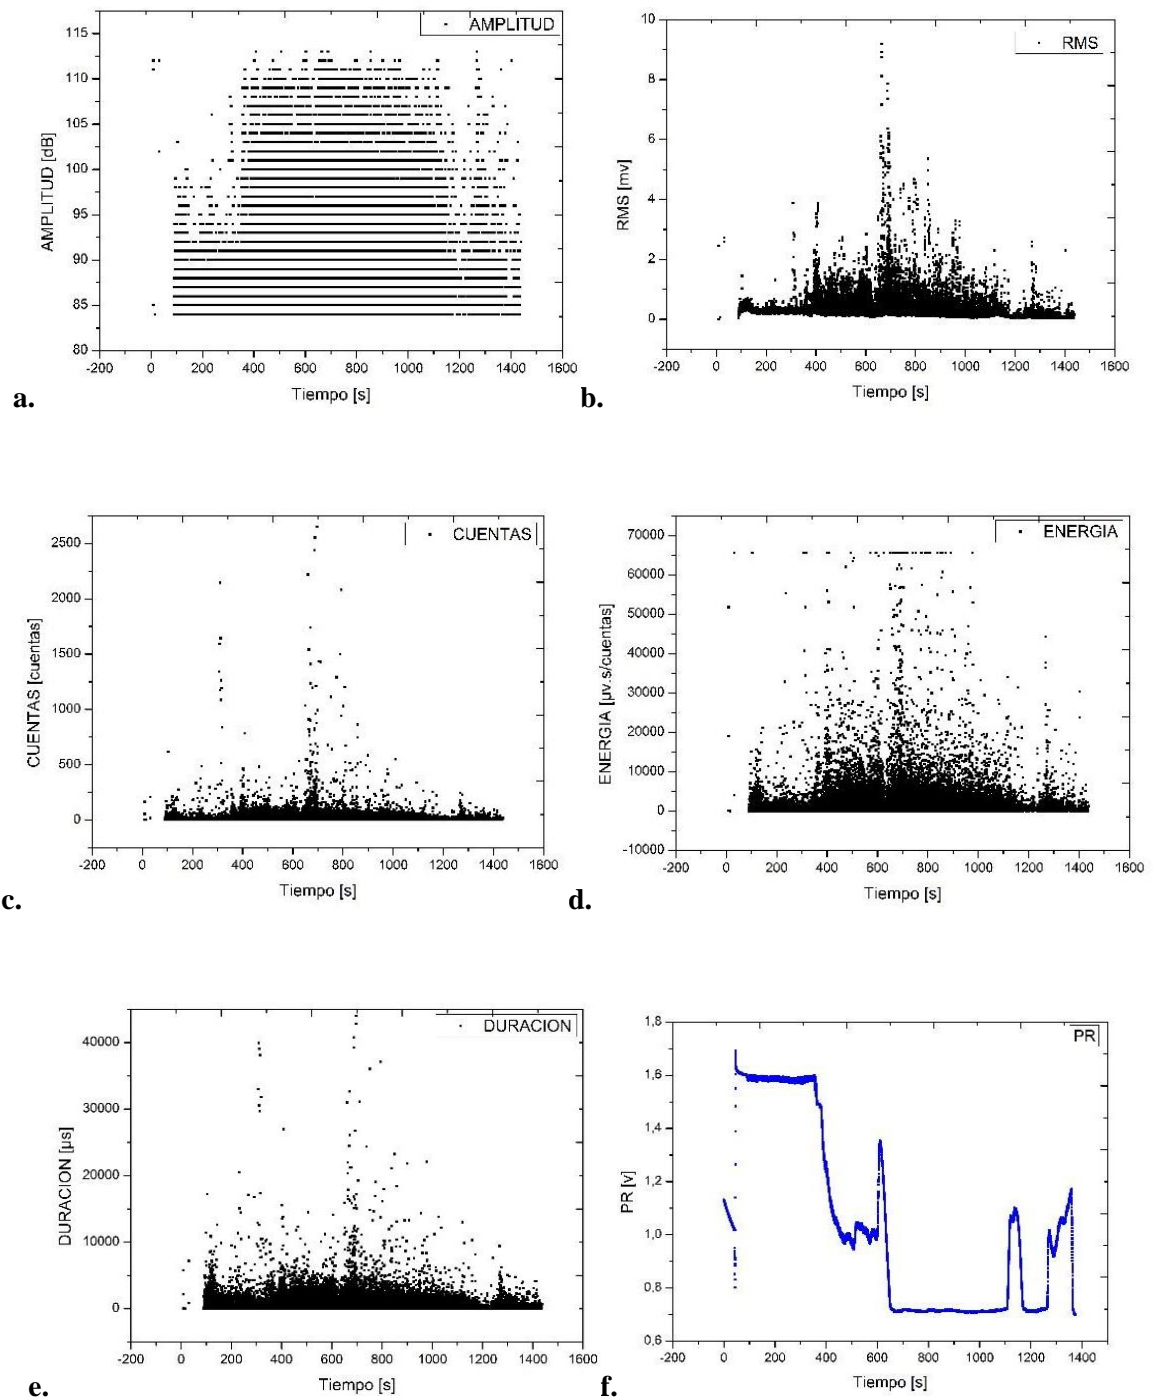 AMPLITUD
115
110
105
100
95
90
85
80
AMPLITUD [dB]
-200 0 200 400 600 800 1000 1200 1400 1600
Tiempo [s]
a.
RMS
10
8
6
4
2
0
RMS [mv]
-200 0 200 400 600 800 1000 1200 1400 1600
Tiempo [s]
b.
CUENTAS
2500
2000
1500
1000
500
0
CUENTAS [cuentas]
-200 0 200 400 600 800 1000 1200 1400 1600
Tiempo [s]
c.
ENERGIA
70000
60000
50000
40000
30000
20000
10000
0
-10000
ENERGIA [μv.s/cuentas]
-200 0 200 400 600 800 1000 1200 1400 1600
Tiempo [s]
d.
DURACION
40000
30000
20000
10000
0
DURACION [μs]
-200 0 200 400 600 800 1000 1200 1400 1600
Tiempo [s]
e.
PR
1,8
1,6
1,4
1,2
1,0
0,8
0,6
PR [v]
-200 0 200 400 600 800 1000 1200 1400
Tiempo [s]
f.